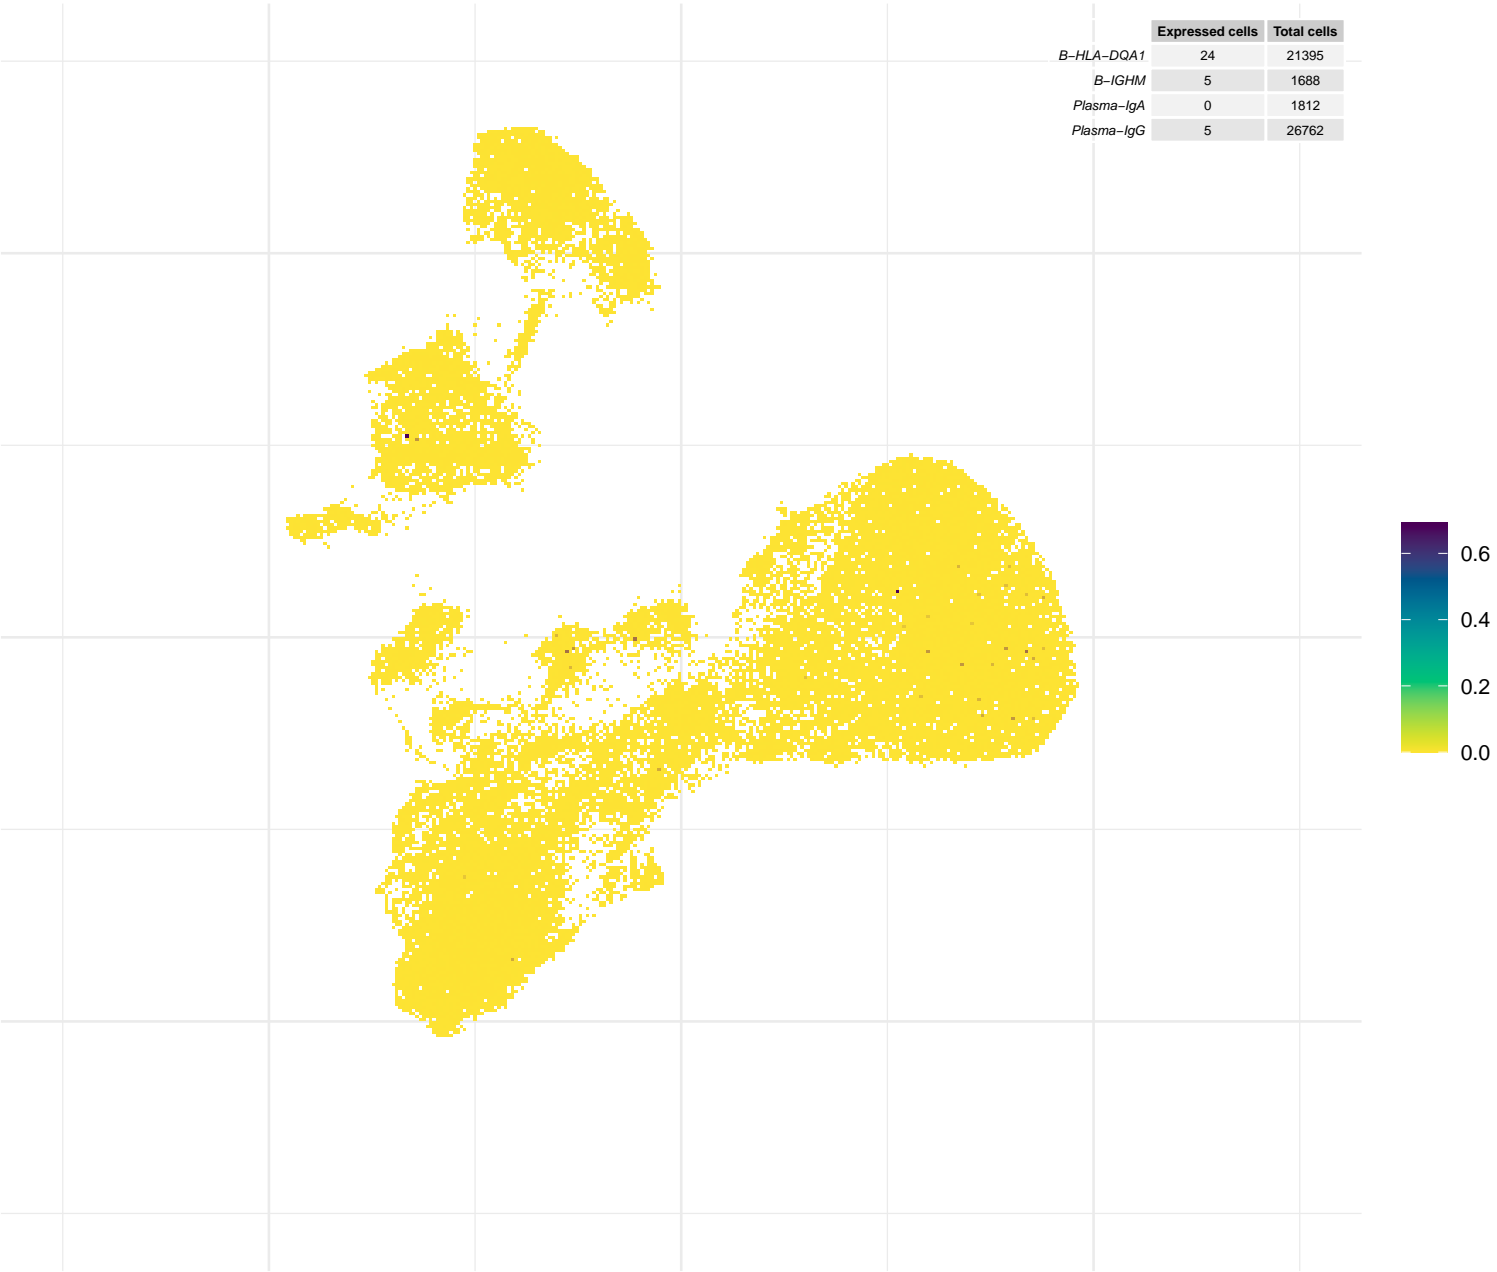 Expressed cells Total cells
B−HLA−DQA1 24 21395
B−IGHM 5 1688
Plasma−IgA 0 1812
Plasma−IgG 5 26762
0.6
0.4
0.2
0.0